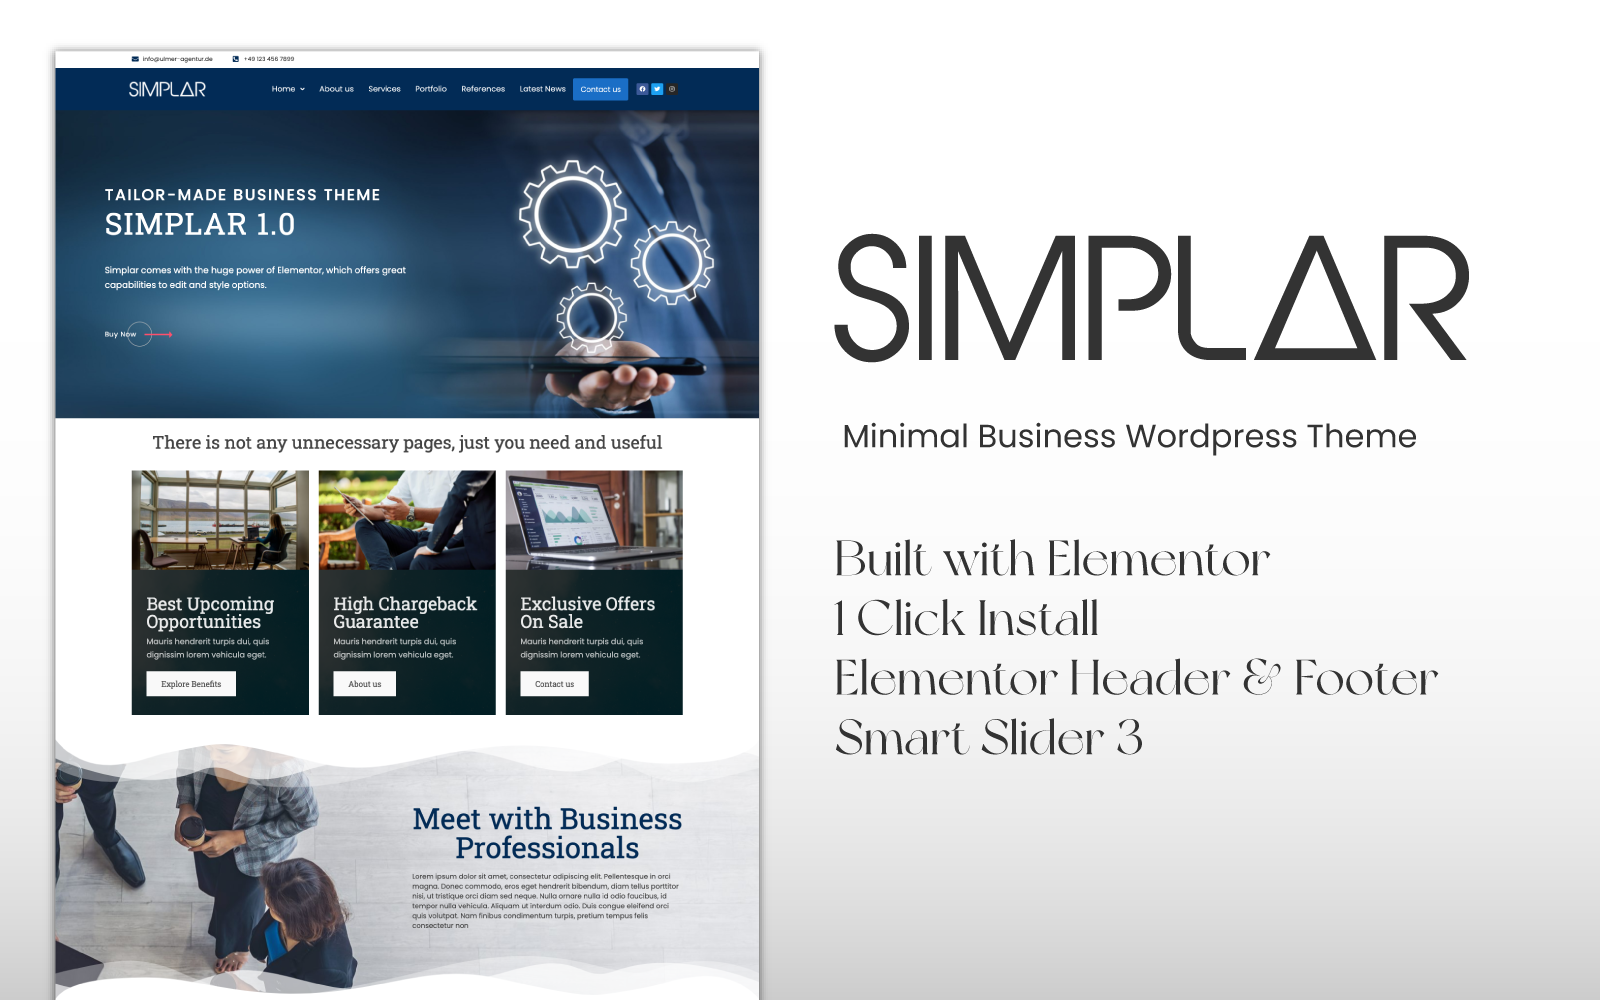 info@ulmer-agentur.de +49 123 456 7899
SIMPLAR Home About us Services Portfolio References Latest News Contact us
TAILOR-MADE BUSINESS THEME
SIMPLAR 1.0
Simplar comes with the huge power of Elementor, which offers great
capabilities to edit and style options.
Buy Now
There is not any unnecessary pages, just you need and useful
Best Upcoming
Opportunities
Mauris hendrerit turpis dui, quis
dignissim lorem vehicula eget.
Explore Benefits
High Chargeback
Guarantee
Mauris hendrerit turpis dui, quis
dignissim lorem vehicula eget.
About us
Exclusive Offers
On Sale
Mauris hendrerit turpis dui, quis
dignissim lorem vehicula eget.
Contact us
Meet with Business
Professionals
Lorem ipsum dolor sit amet, consectetur adipiscing elit. Pellentesque in orci
magna. Donec commodo, eros eget hendrerit bibendum, diam tellus porttitor
nisi, ut tristique orci diam sed neque. Nulla ornare nulla id odio faucibus, id
tempor nulla vehicula. Aliquam ut interdum odio. Duis congue eleifend orci
quis volutpat. Nam finibus condimentum turpis, pretium tempus felis
consectetur non
SIMPLAR
Minimal Business Wordpress Theme
Built with Elementor
1 Click Install
Elementor Header & Footer
Smart Slider 3